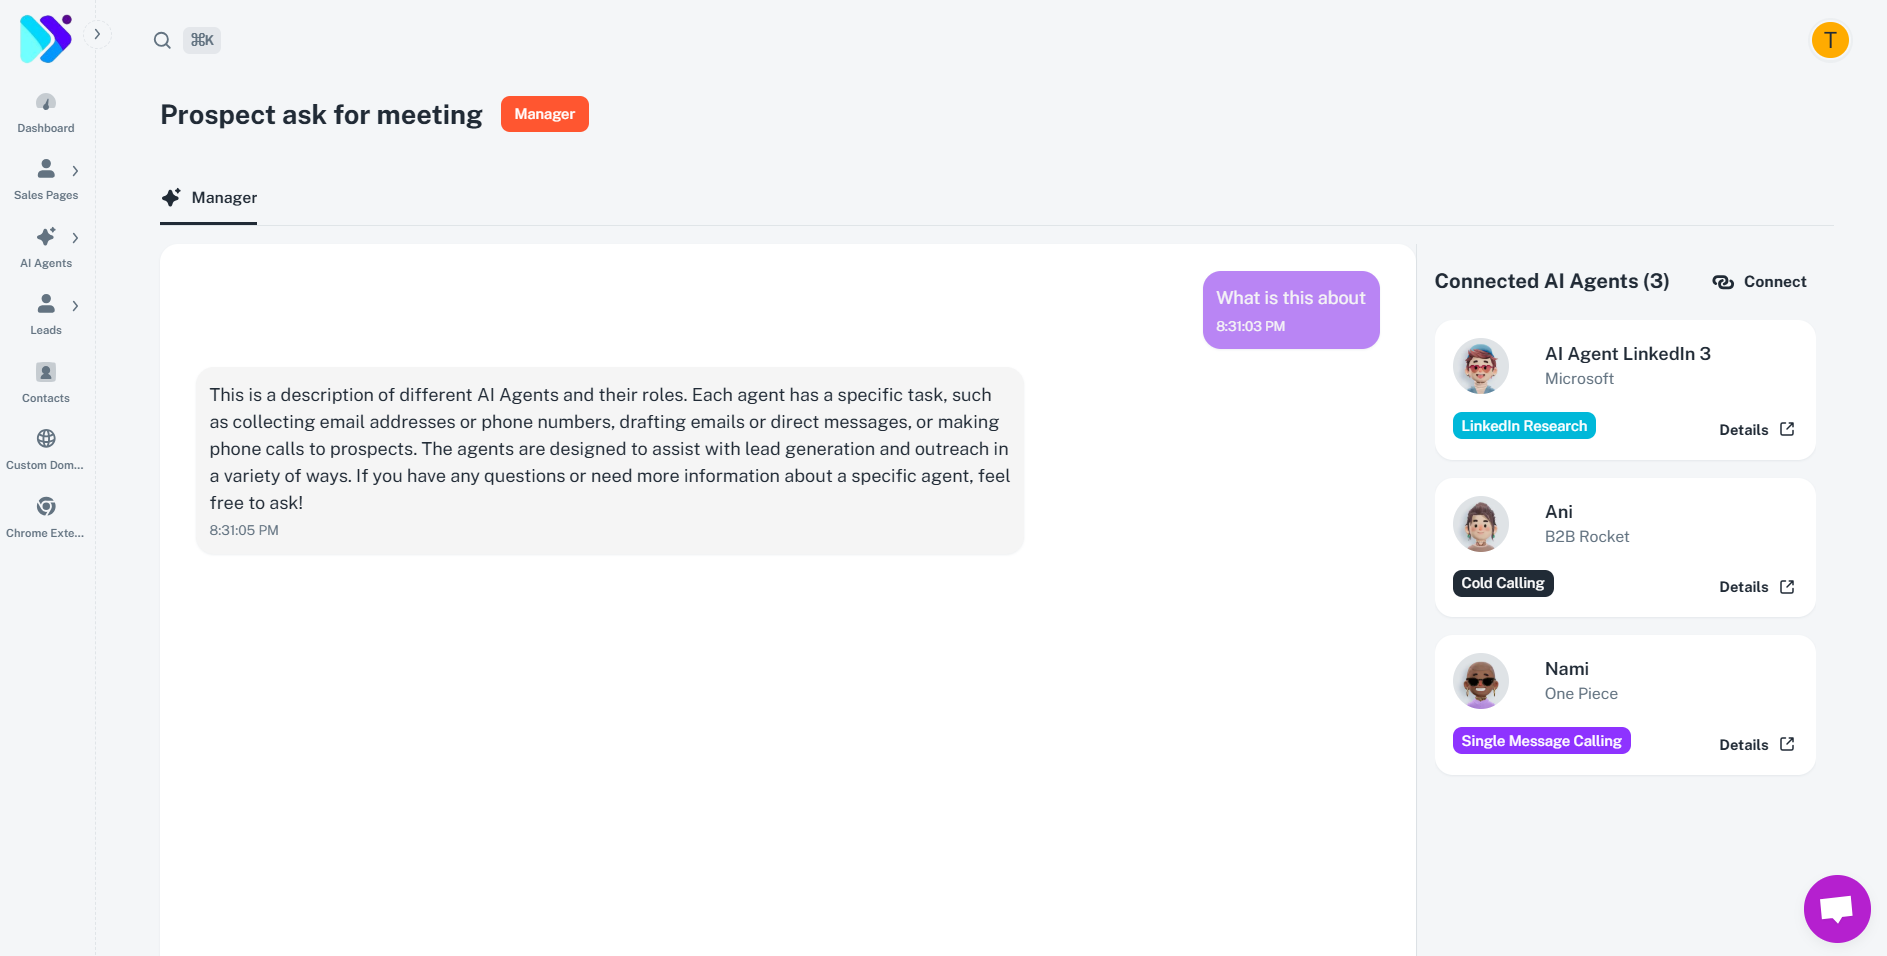 ⌘K
T
Dashboard
Sales Pages
AI Agents
Leads
Contacts
Custom Dom...
Chrome Exte...
Prospect ask for meeting
Manager
Manager
What is this about
8:31:03 PM
This is a description of different AI Agents and their roles. Each agent has a specific task, such
as collecting email addresses or phone numbers, drafting emails or direct messages, or making
phone calls to prospects. The agents are designed to assist with lead generation and outreach in
a variety of ways. If you have any questions or need more information about a specific agent, feel
free to ask!
8:31:05 PM
Connected AI Agents (3)
Connect
AI Agent LinkedIn 3
Microsoft
LinkedIn Research
Details
Ani
B2B Rocket
Cold Calling
Details
Nami
One Piece
Single Message Calling
Details